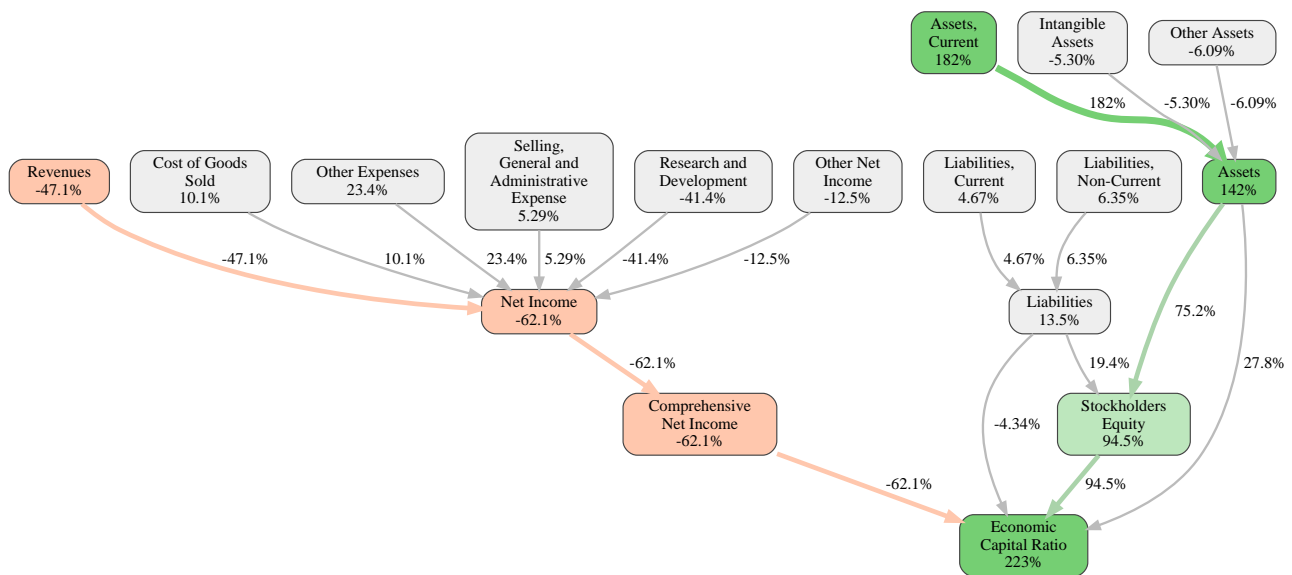 Assets,
Current
182%
Intangible
Assets
-5.30%
Other Assets
-6.09%
182%
-5.30%
-6.09%
Revenues
-47.1%
Cost of Goods
Sold
10.1%
Other Expenses
23.4%
Selling,
General and
Administrative
Expense
5.29%
Research and
Development
-41.4%
Other Net
Income
-12.5%
Liabilities,
Current
4.67%
Liabilities,
Non-Current
6.35%
Assets
142%
-47.1%
10.1%
23.4%
5.29%
-41.4%
-12.5%
4.67%
6.35%
Net Income
-62.1%
Liabilities
13.5%
75.2%
-62.1%
19.4%
27.8%
Comprehensive
Net Income
-62.1%
-4.34%
Stockholders
Equity
94.5%
-62.1%
94.5%
Economic
Capital Ratio
223%